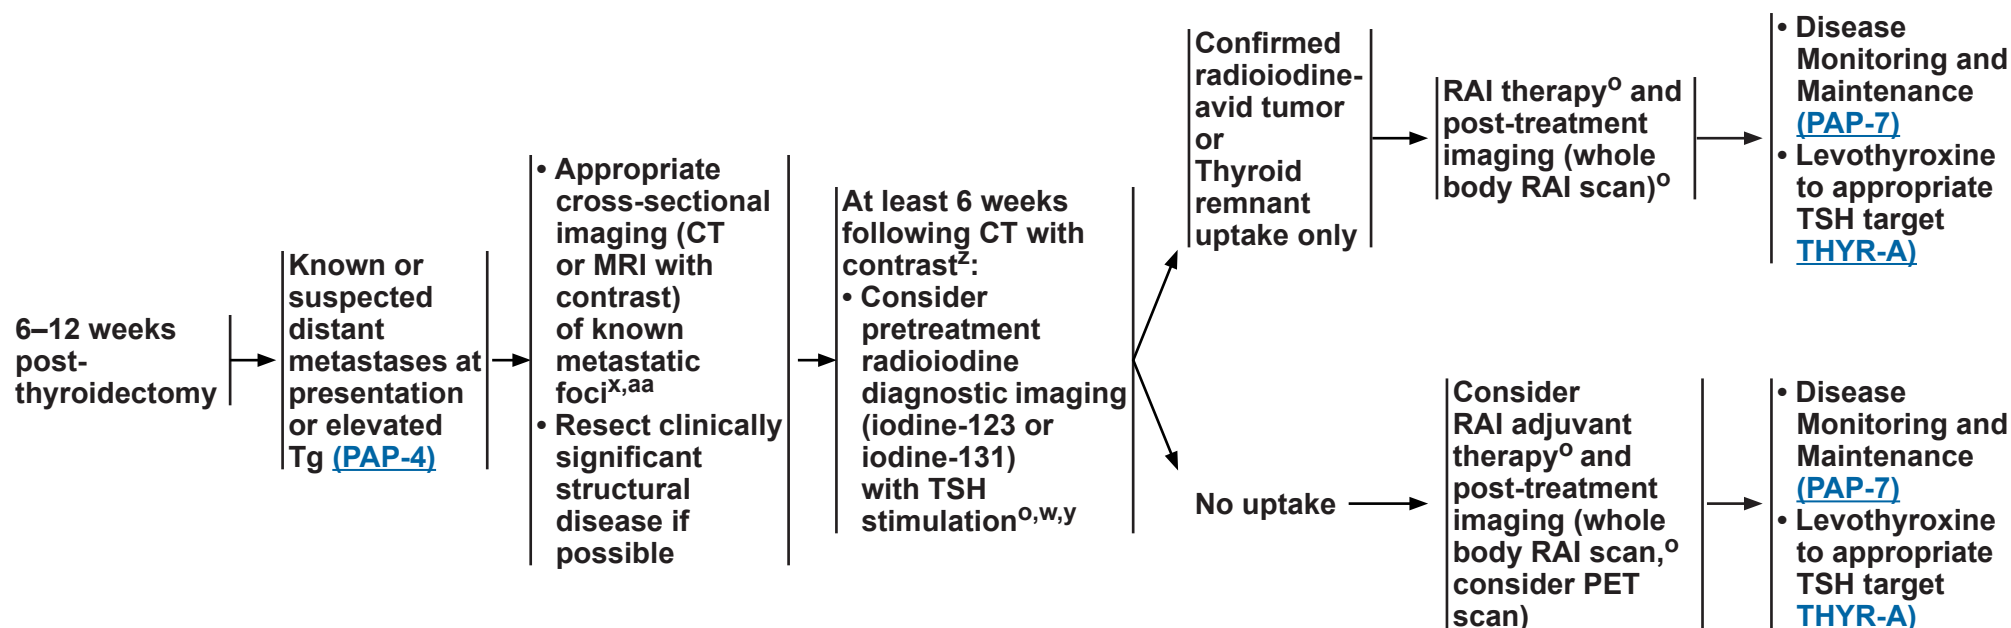 6–12 weeks
post-
thyroidectomy
Known or
suspected
distant
metastases at
presentation
or elevated
Tg (PAP-4)
• Appropriate
cross-sectional
imaging (CT
or MRI with
contrast)
of known
metastatic
foci^x,aa
• Resect clinically
significant
structural
disease if
possible
At least 6 weeks
following CT with
contrast^z:
• Consider
pretreatment
radioiodine
diagnostic imaging
(iodine-123 or
iodine-131)
with TSH
stimulation^o,w,y
Confirmed
radioiodine-
avid tumor
or
Thyroid
remnant
uptake only
RAI therapy^o and
post-treatment
imaging (whole
body RAI scan)^o
• Disease
Monitoring and
Maintenance
(PAP-7)
• Levothyroxine
to appropriate
TSH target
THYR-A)
No uptake
Consider
RAI adjuvant
therapy^o and
post-treatment
imaging (whole
body RAI scan,^o
consider PET
scan)
• Disease
Monitoring and
Maintenance
(PAP-7)
• Levothyroxine
to appropriate
TSH target
THYR-A)